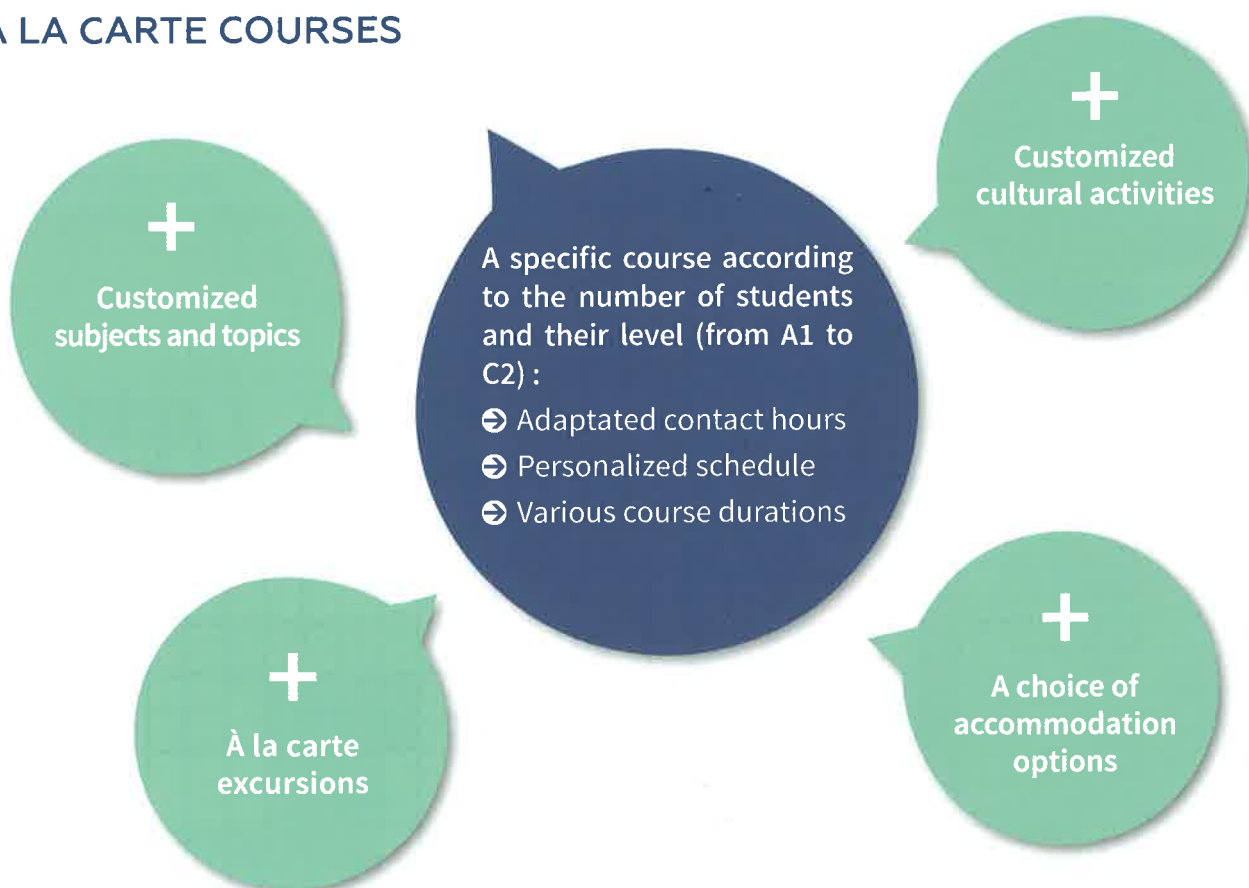 À LA CARTE COURSES
+
Customized
cultural activities
+
Customized
subjects and topics
A specific course according
to the number of students
and their level (from A1 to
C2) :
➔ Adaptated contact hours
➔ Personalized schedule
➔ Various course durations
+
À la carte
excursions
+
A choice of
accommodation
options